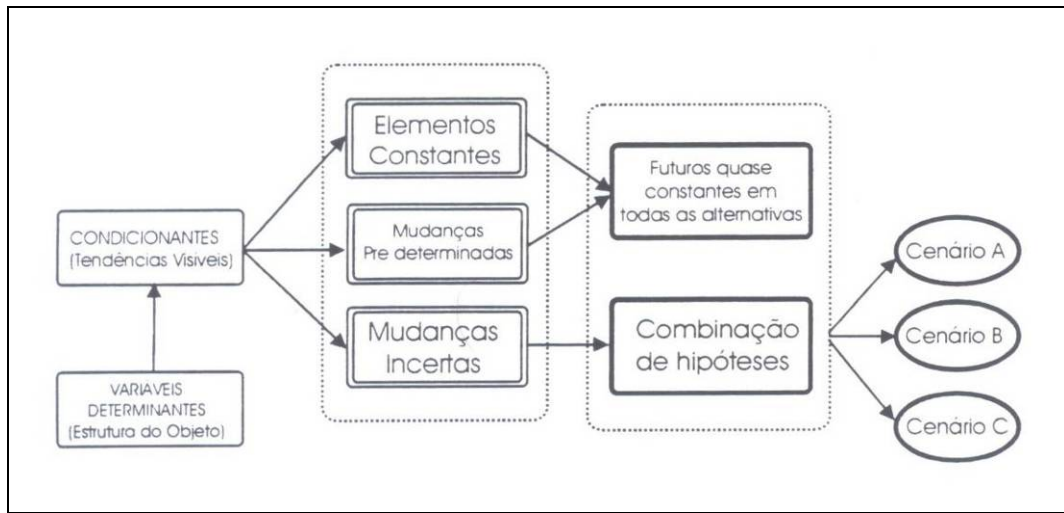 CONDICIONANTES
(Tendências Visíveis)
VARIAVEIS
DETERMINANTES
(Estrutura do Objeto)
Elementos
Constantes
Mudanças
Pre determinadas
Mudanças
Incertas
Futuros quase
constantes em
todas as alternativas
Combinação
de hipóteses
Cenário A
Cenário B
Cenário C